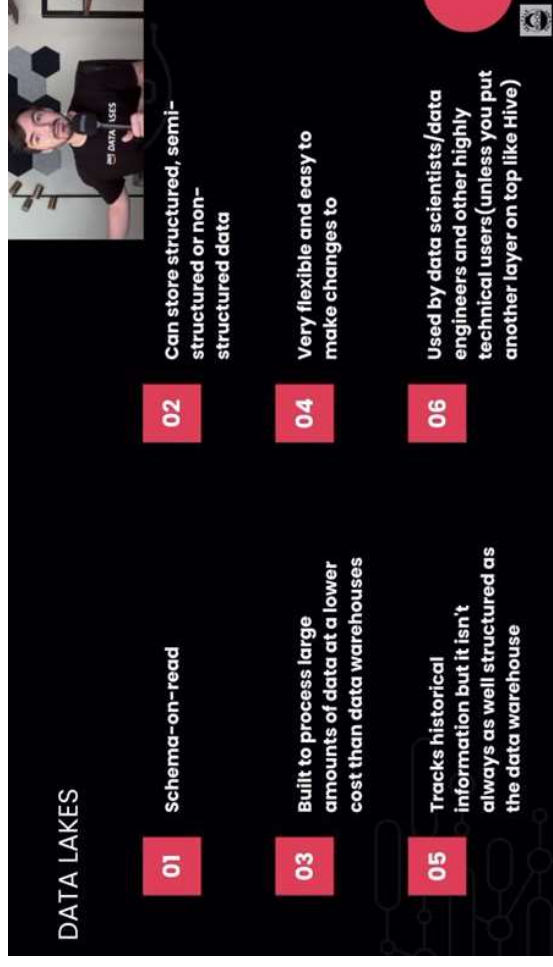 DATA LAKES
01
Schema-on-read
02
Can store structured, semi-
structured or non-
structured data
03
Built to process large
amounts of data at a lower
cost than data warehouses
04
Very flexible and easy to
make changes to
05
Tracks historical
information but it isn't
always as well structured as
the data warehouse
06
Used by data scientists/data
engineers and other highly
technical users(unless you put
another layer on top like Hive)